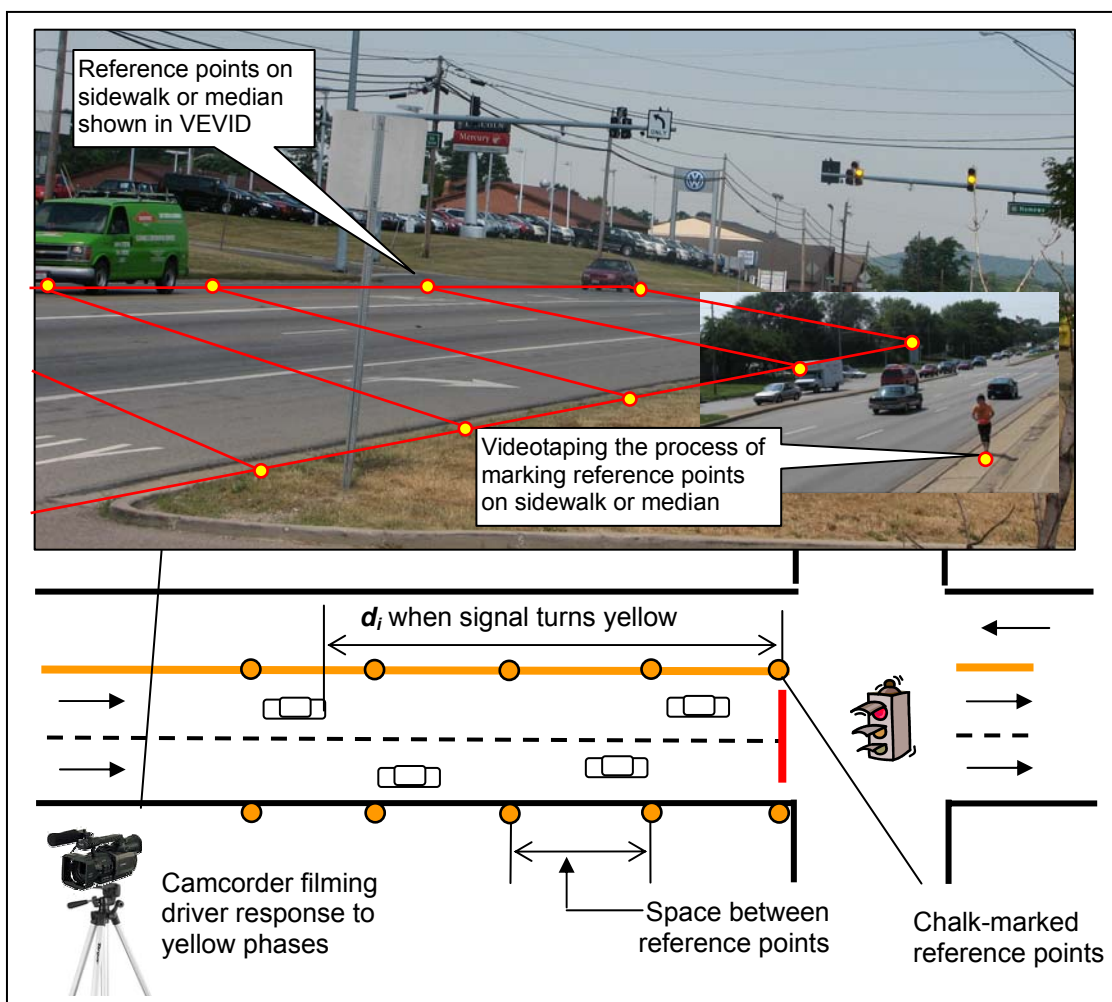 Reference points on
sidewalk or median
shown in VEVID
LINCOLN
Mercury
ONLY
Videotaping the process of
marking reference points
on sidewalk or median
d_i when signal turns yellow
Camcorder filming
driver response to
yellow phases
Space between
reference points
Chalk-marked
reference points